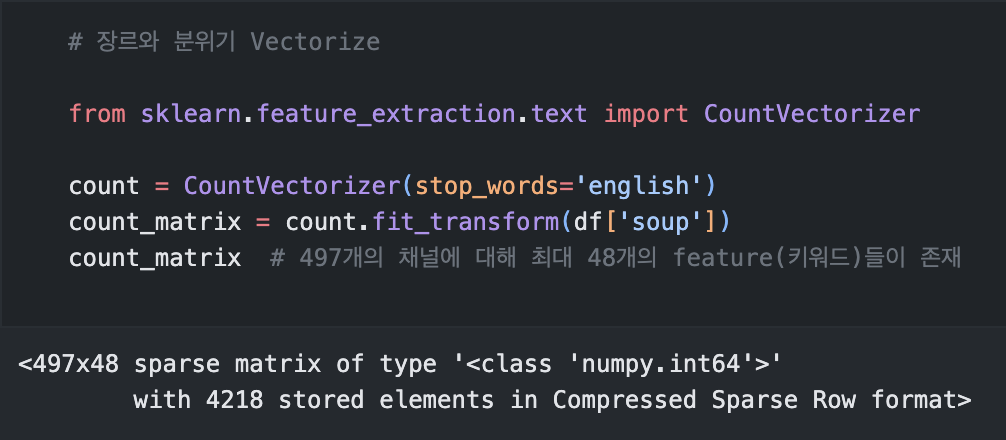 # 장르와 분위기 Vectorize
from sklearn.feature_extraction.text import CountVectorizer
count = CountVectorizer(stop_words='english')
count_matrix = count.fit_transform(df['soup'])
count_matrix  # 497개의 채널에 대해 최대 48개의 feature(키워드)들이 존재
<497x48 sparse matrix of type '<class 'numpy.int64'>'
        with 4218 stored elements in Compressed Sparse Row format>